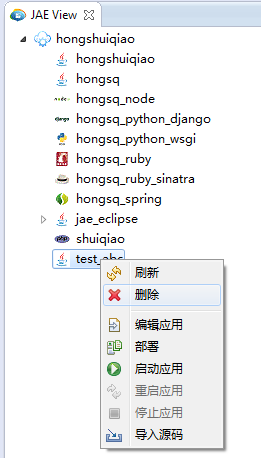 JAE View
hongshuiqiao
hongshuiqiao
hongsq
hongsq_node
hongsq_python_django
hongsq_python_wsgi
hongsq_ruby
hongsq_ruby_sinatra
hongsq_spring
jae_eclipse
shuiqiao
test_abc
刷新
删除
编辑应用
部署
启动应用
重启应用
停止应用
导入源码